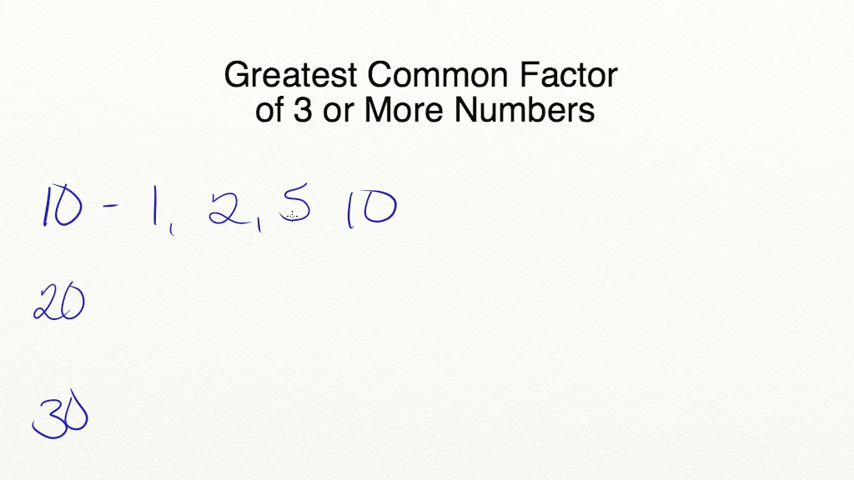 Greatest Common Factor
of 3 or More Numbers
10 - 1, 2, 5 10
20
30